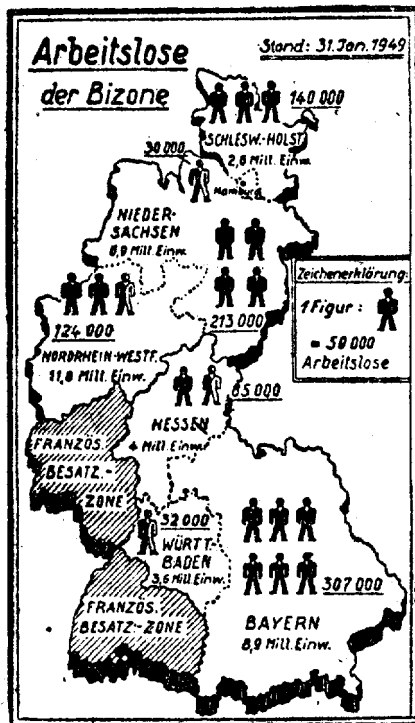 Arbeitslose
der Bizone
Stand: 31. Jan. 1949
140 000
SCHLESW.-HOLST.
2,6 Mill. Einw.
30 000
Hamburg
NIEDER-
SACHSEN
6,9 Mill. Einw.
213 000
Zeichenerklärung:
1 Figur:
= 50 000
Arbeitslose
124 000
NORDRHEIN-WESTF.
11,8 Mill. Einw.
65 000
HESSEN
4 Mill. Einw.
FRANZÖS.
BESATZ.-
ZONE
32 000
WÜRTT.-
BADEN
3,6 Mill. Einw.
307 000
BAYERN
8,9 Mill. Einw.
FRANZÖS.
BESATZ.-ZONE